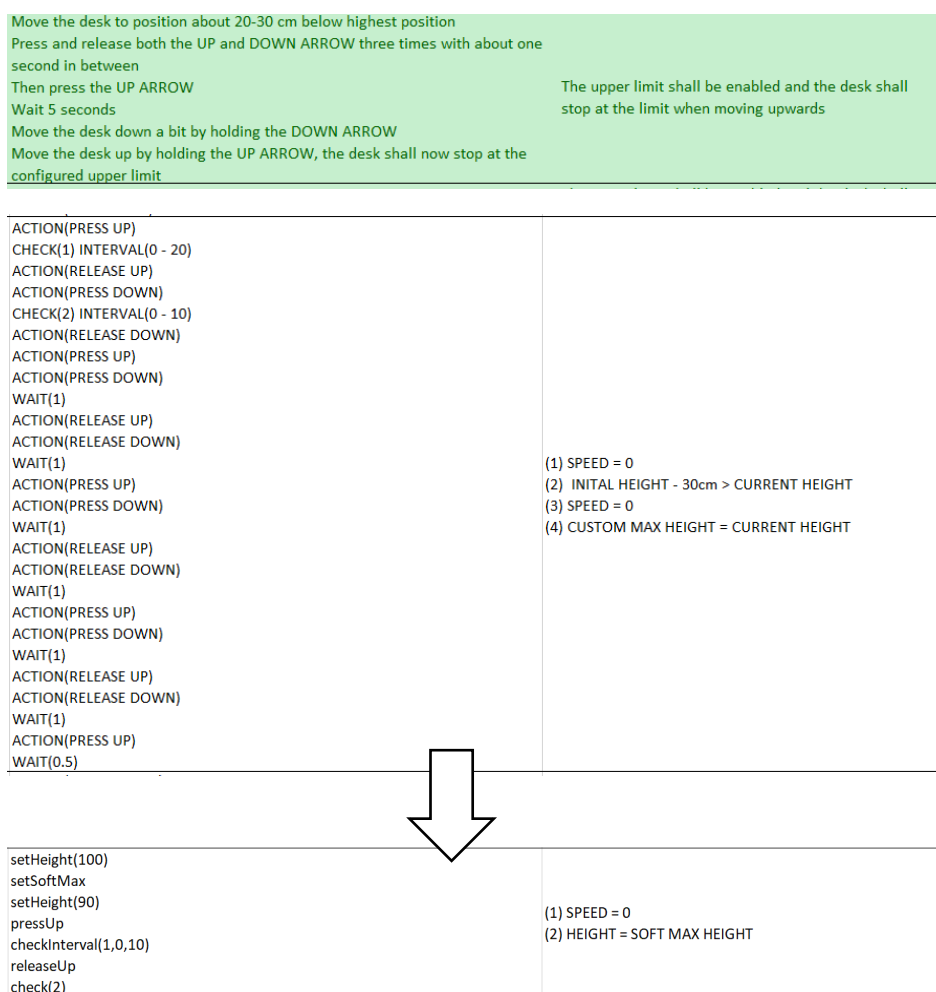 Move the desk to position about 20-30 cm below highest position
Press and release both the UP and DOWN ARROW three times with about one
second in between
Then press the UP ARROW
Wait 5 seconds
Move the desk down a bit by holding the DOWN ARROW
Move the desk up by holding the UP ARROW, the desk shall now stop at the
configured upper limit
The upper limit shall be enabled and the desk shall
stop at the limit when moving upwards
ACTION(PRESS UP)
CHECK(1) INTERVAL(0 - 20)
ACTION(RELEASE UP)
ACTION(PRESS DOWN)
CHECK(2) INTERVAL(0 - 10)
ACTION(RELEASE DOWN)
ACTION(PRESS UP)
ACTION(PRESS DOWN)
WAIT(1)
ACTION(RELEASE UP)
ACTION(RELEASE DOWN)
WAIT(1)
ACTION(PRESS UP)
ACTION(PRESS DOWN)
WAIT(1)
ACTION(RELEASE UP)
ACTION(RELEASE DOWN)
WAIT(1)
ACTION(PRESS UP)
ACTION(PRESS DOWN)
WAIT(1)
ACTION(RELEASE UP)
ACTION(RELEASE DOWN)
WAIT(1)
ACTION(PRESS UP)
WAIT(0.5)
(1) SPEED = 0
(2)  INITAL HEIGHT - 30cm > CURRENT HEIGHT
(3) SPEED = 0
(4) CUSTOM MAX HEIGHT = CURRENT HEIGHT
setHeight(100)
setSoftMax
setHeight(90)
pressUp
checkInterval(1,0,10)
releaseUp
check(2)
(1) SPEED = 0
(2) HEIGHT = SOFT MAX HEIGHT